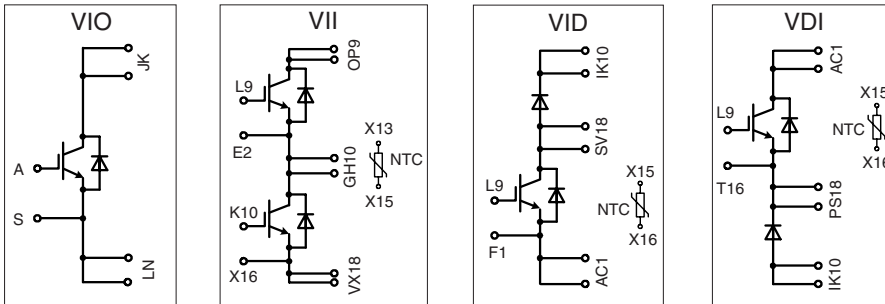 VIO
JK
A
S
LN
VII
OP9
L9
E2
X13
NTC
X15
GH10
K10
X16
VX18
VID
IK10
SV18
L9
X15
NTC
X16
F1
AC1
VDI
AC1
L9
X15
NTC
X16
T16
PS18
IK10